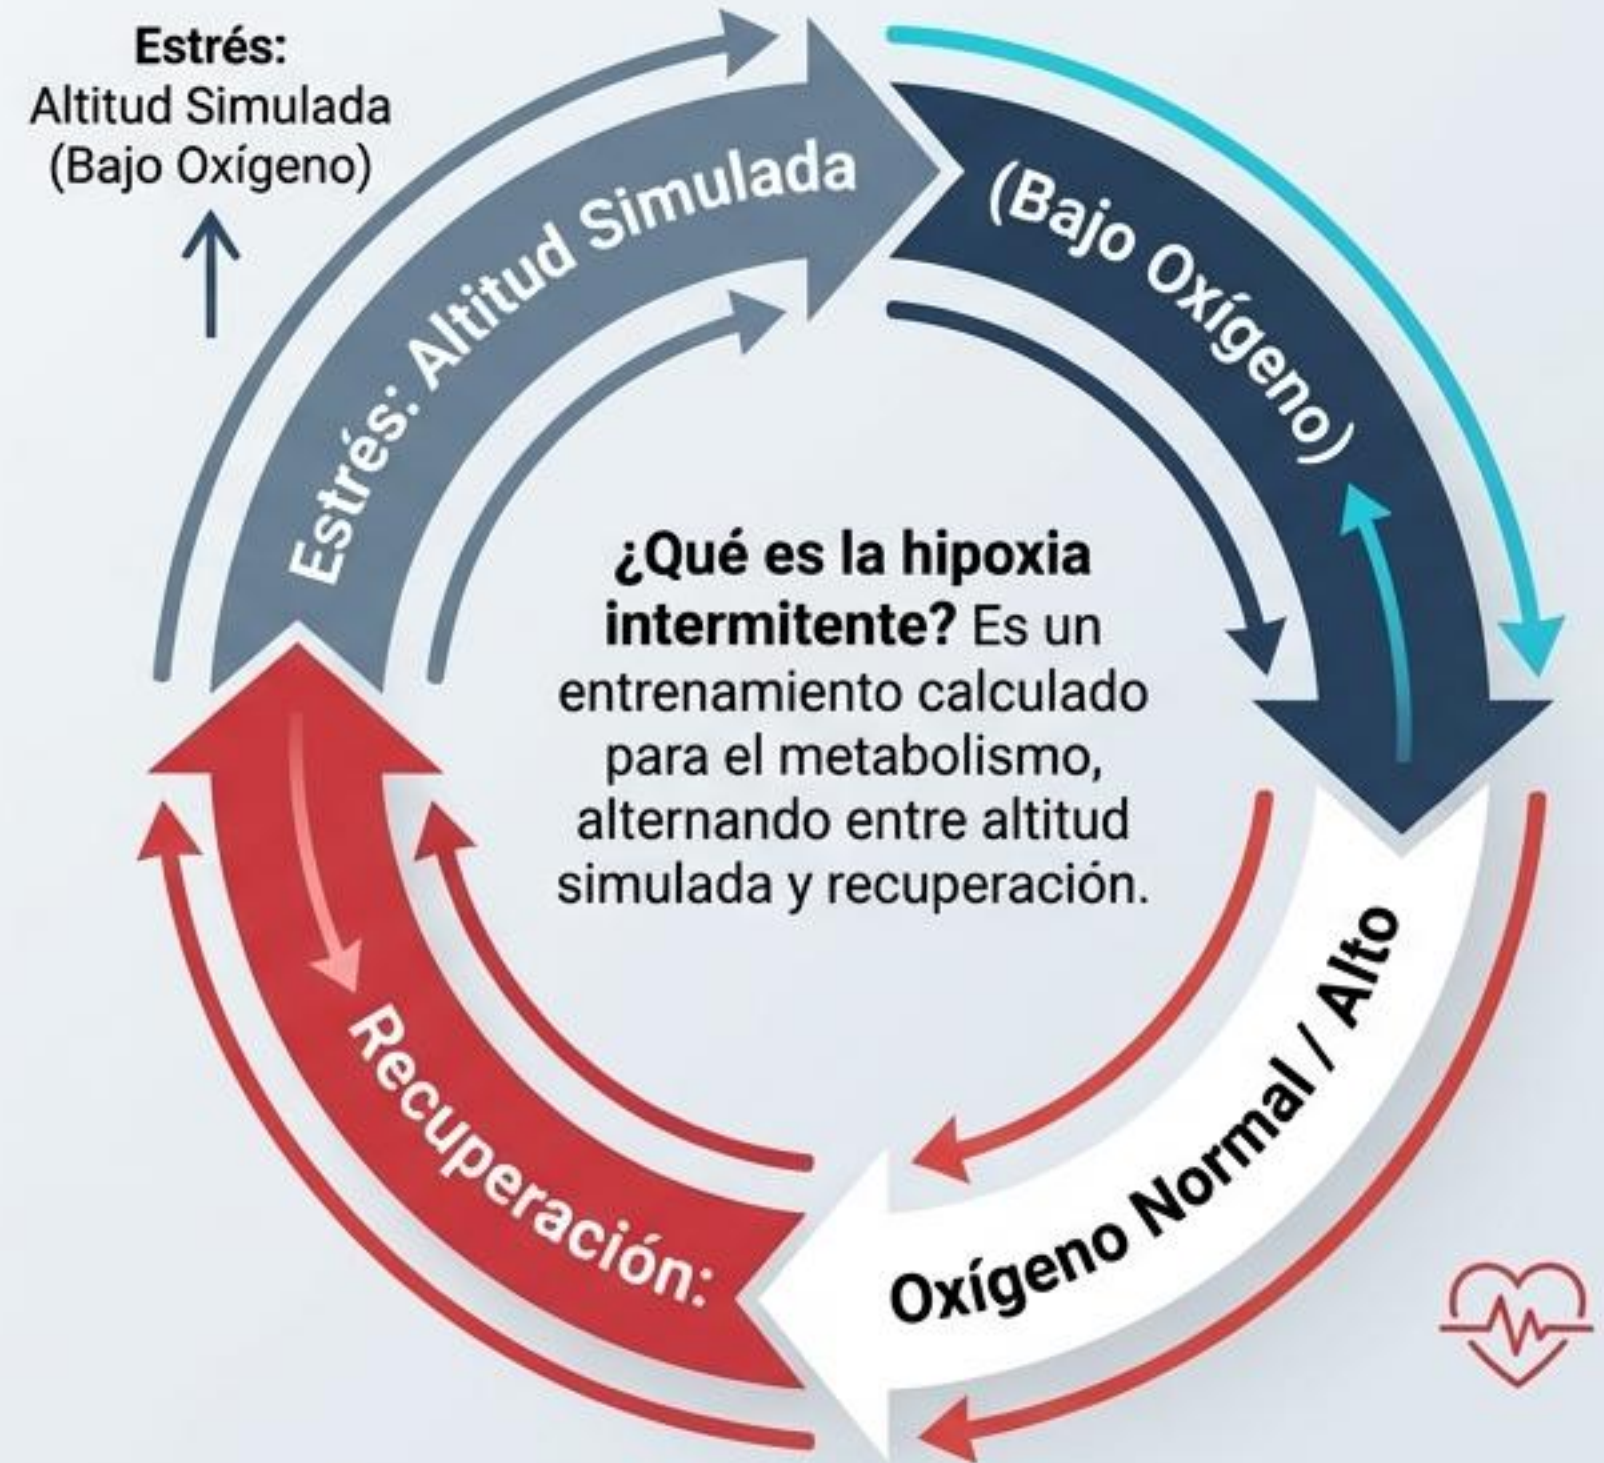 Estrés:
Altitud Simulada
(Bajo Oxígeno)
Estrés: Altitud Simulada
(Bajo Oxígeno)
¿Qué es la hipoxia
intermitente? Es un
entrenamiento calculado
para el metabolismo,
alternando entre altitud
simulada y recuperación.
Oxígeno Normal / Alto
Recuperación: